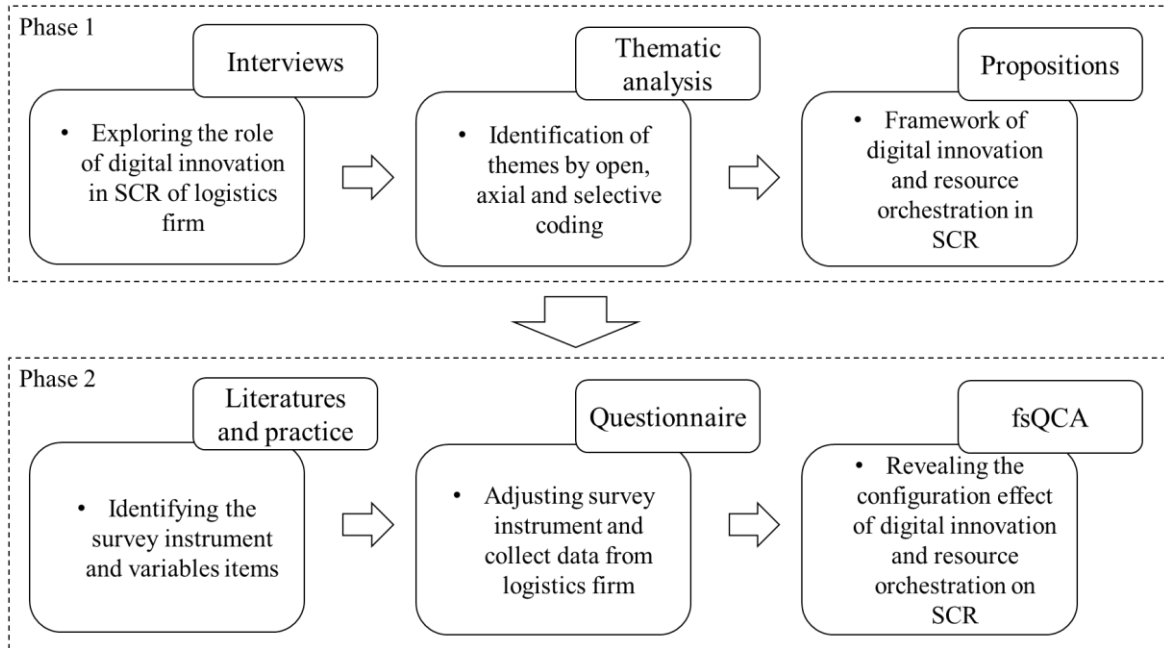 Phase 1
Interviews
• Exploring the role
of digital innovation
in SCR of logistics
firm
Thematic
analysis
• Identification of
themes by open,
axial and selective
coding
Propositions
• Framework of
digital innovation
and resource
orchestration in
SCR
Phase 2
Literatures
and practice
• Identifying the
survey instrument
and variables items
Questionnaire
• Adjusting survey
instrument and
collect data from
logistics firm
fsQCA
• Revealing the
configuration effect
of digital innovation
and resource
orchestration on
SCR